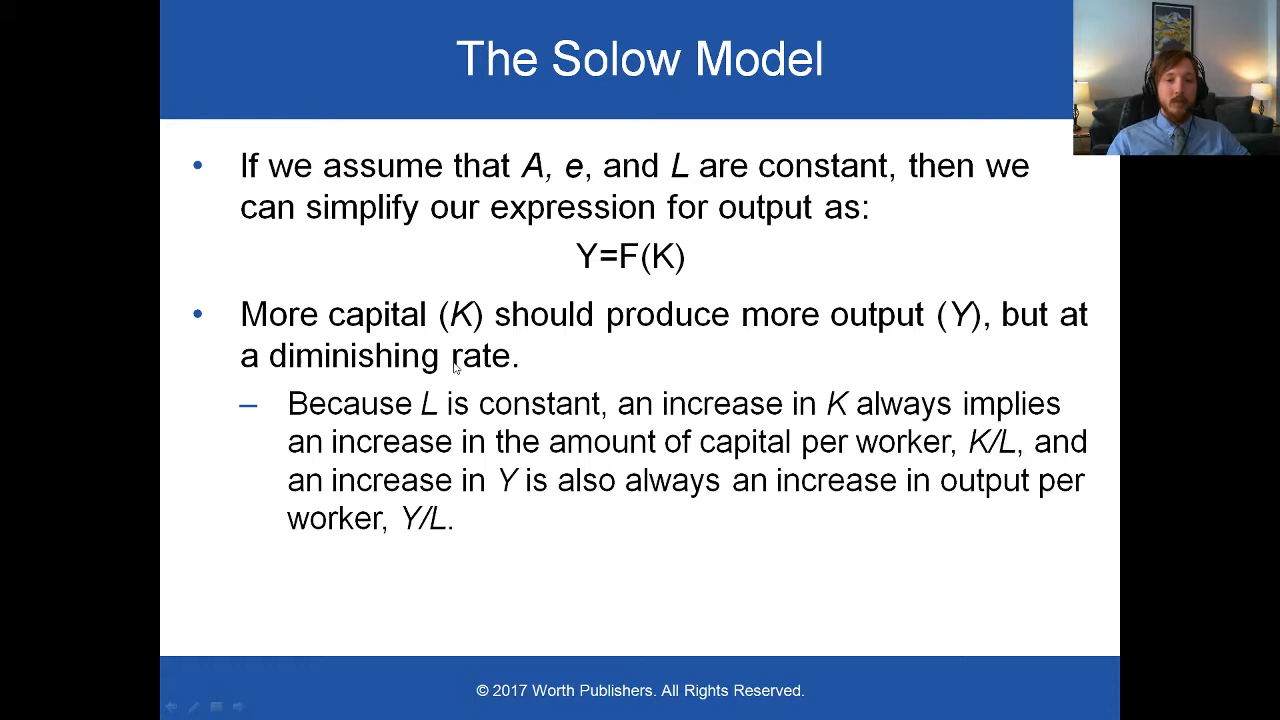 The Solow Model
• If we assume that A, e, and L are constant, then we
can simplify our expression for output as:
Y=F(K)
• More capital (K) should produce more output (Y), but at
a diminishing rate.
– Because L is constant, an increase in K always implies
an increase in the amount of capital per worker, K/L, and
an increase in Y is also always an increase in output per
worker, Y/L.
© 2017 Worth Publishers. All Rights Reserved.